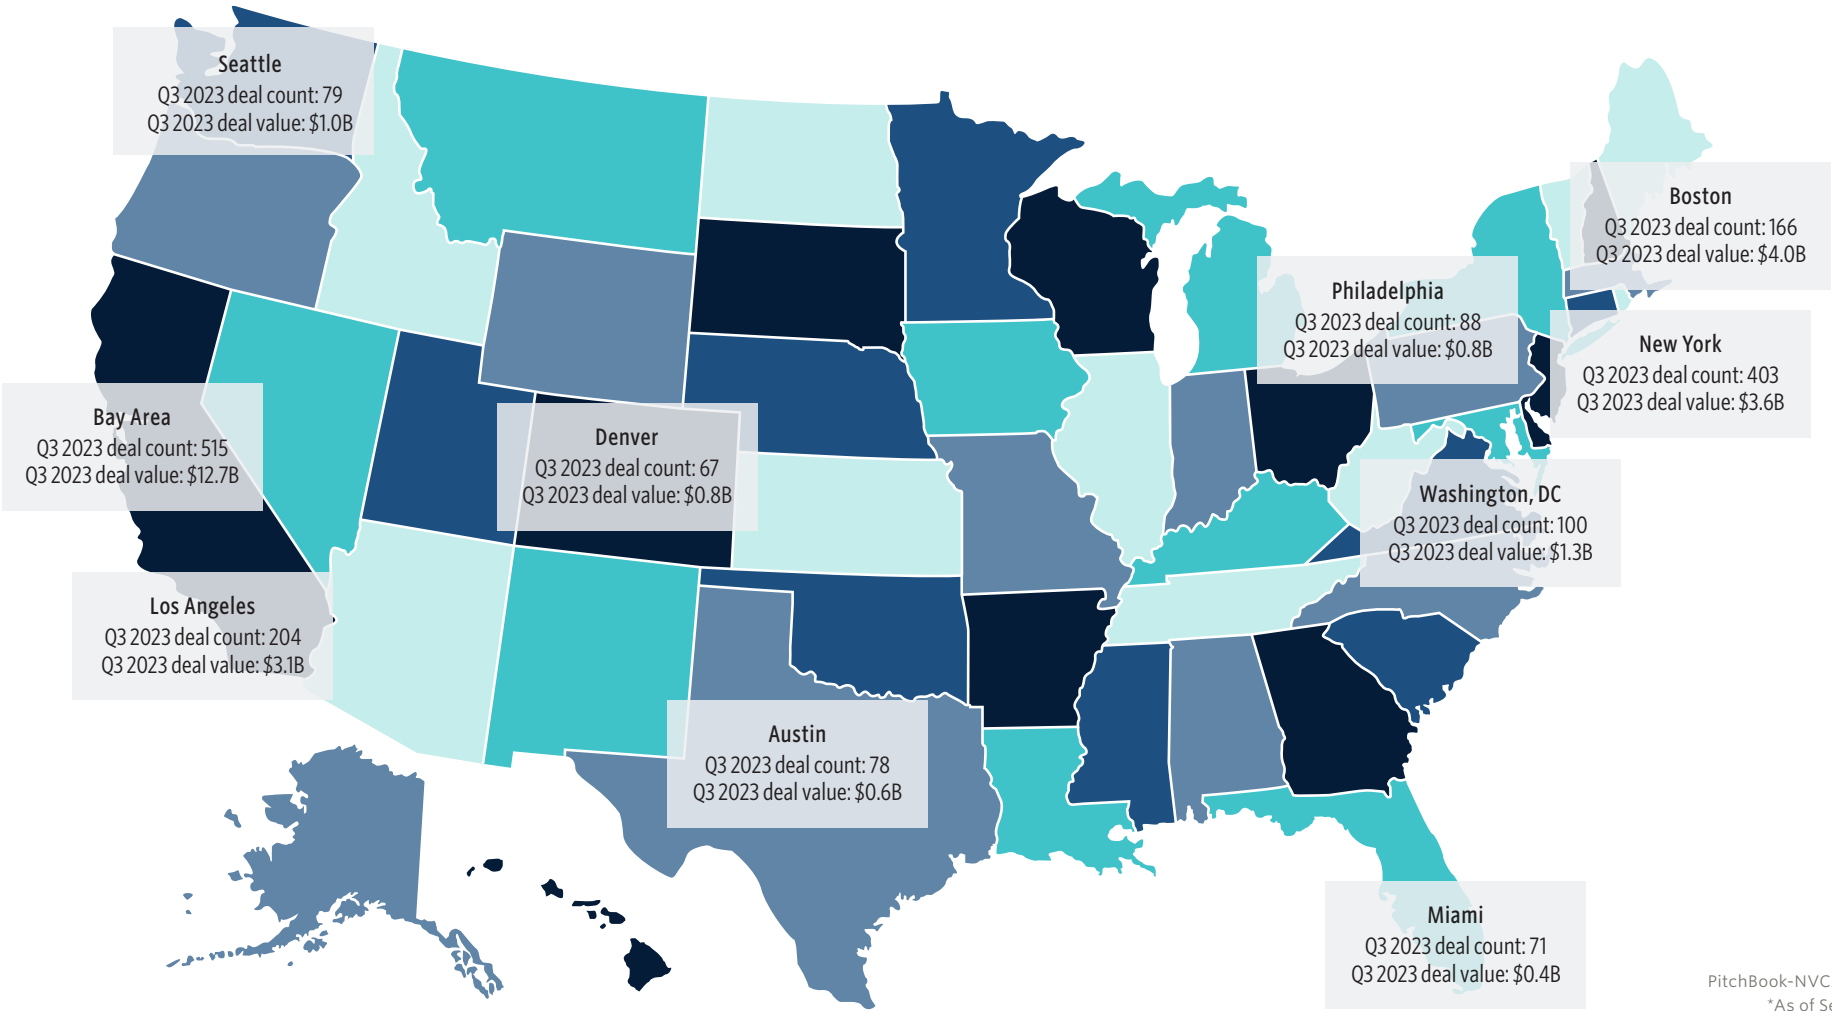 Seattle
Q3 2023 deal count: 79
Q3 2023 deal value: $1.0B
Boston
Q3 2023 deal count: 166
Q3 2023 deal value: $4.0B
Philadelphia
Q3 2023 deal count: 88
Q3 2023 deal value: $0.8B
New York
Q3 2023 deal count: 403
Q3 2023 deal value: $3.6B
Bay Area
Q3 2023 deal count: 515
Q3 2023 deal value: $12.7B
Denver
Q3 2023 deal count: 67
Q3 2023 deal value: $0.8B
Washington, DC
Q3 2023 deal count: 100
Q3 2023 deal value: $1.3B
Los Angeles
Q3 2023 deal count: 204
Q3 2023 deal value: $3.1B
Austin
Q3 2023 deal count: 78
Q3 2023 deal value: $0.6B
Miami
Q3 2023 deal count: 71
Q3 2023 deal value: $0.4B
PitchBook-NVC
*As of Se